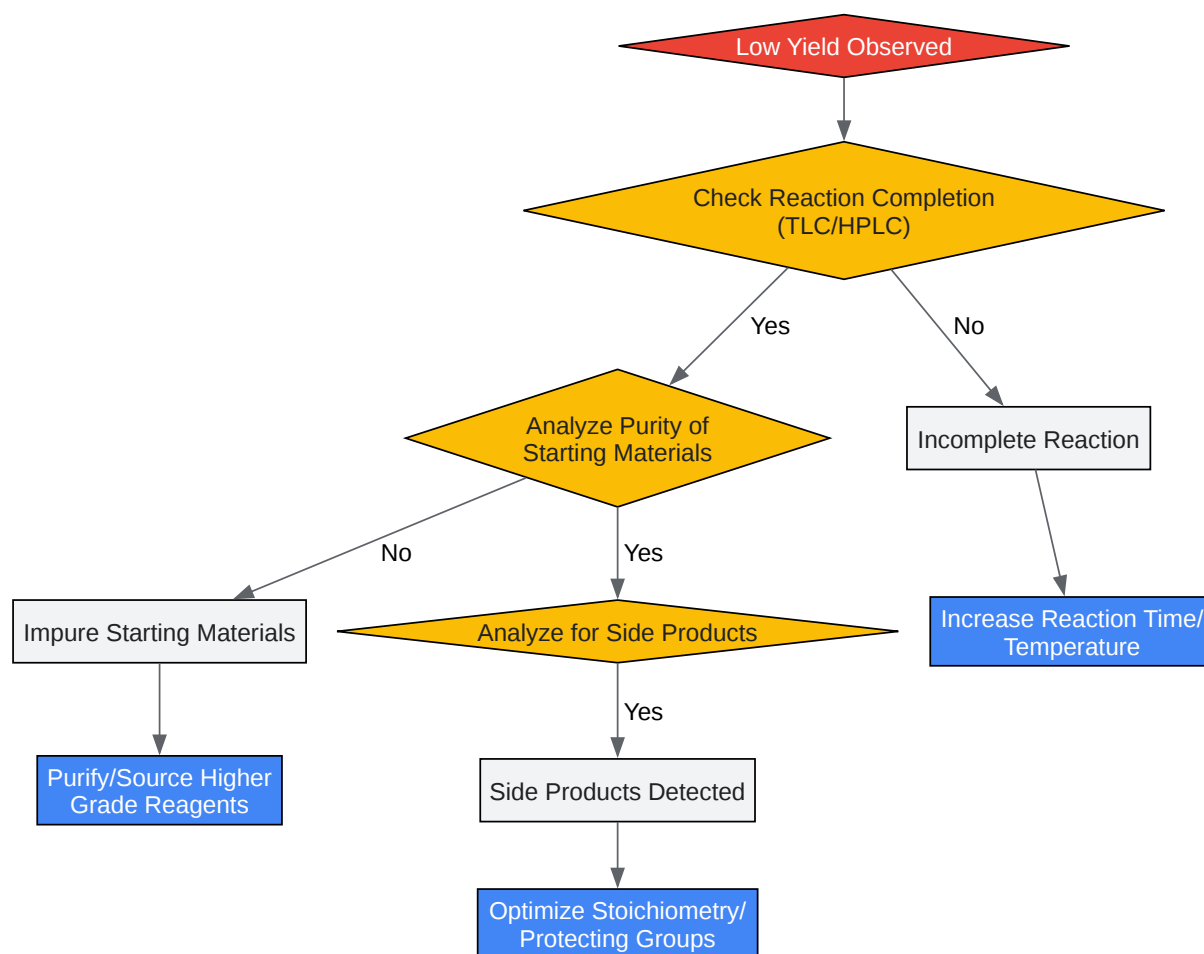 Low Yield Observed
Check Reaction Completion
(TLC/HPLC)
Yes
No
Analyze Purity of
Starting Materials
Incomplete Reaction
No
Yes
Impure Starting Materials
Analyze for Side Products
Increase Reaction Time/
Temperature
Yes
Purify/Source Higher
Grade Reagents
Side Products Detected
Optimize Stoichiometry/
Protecting Groups